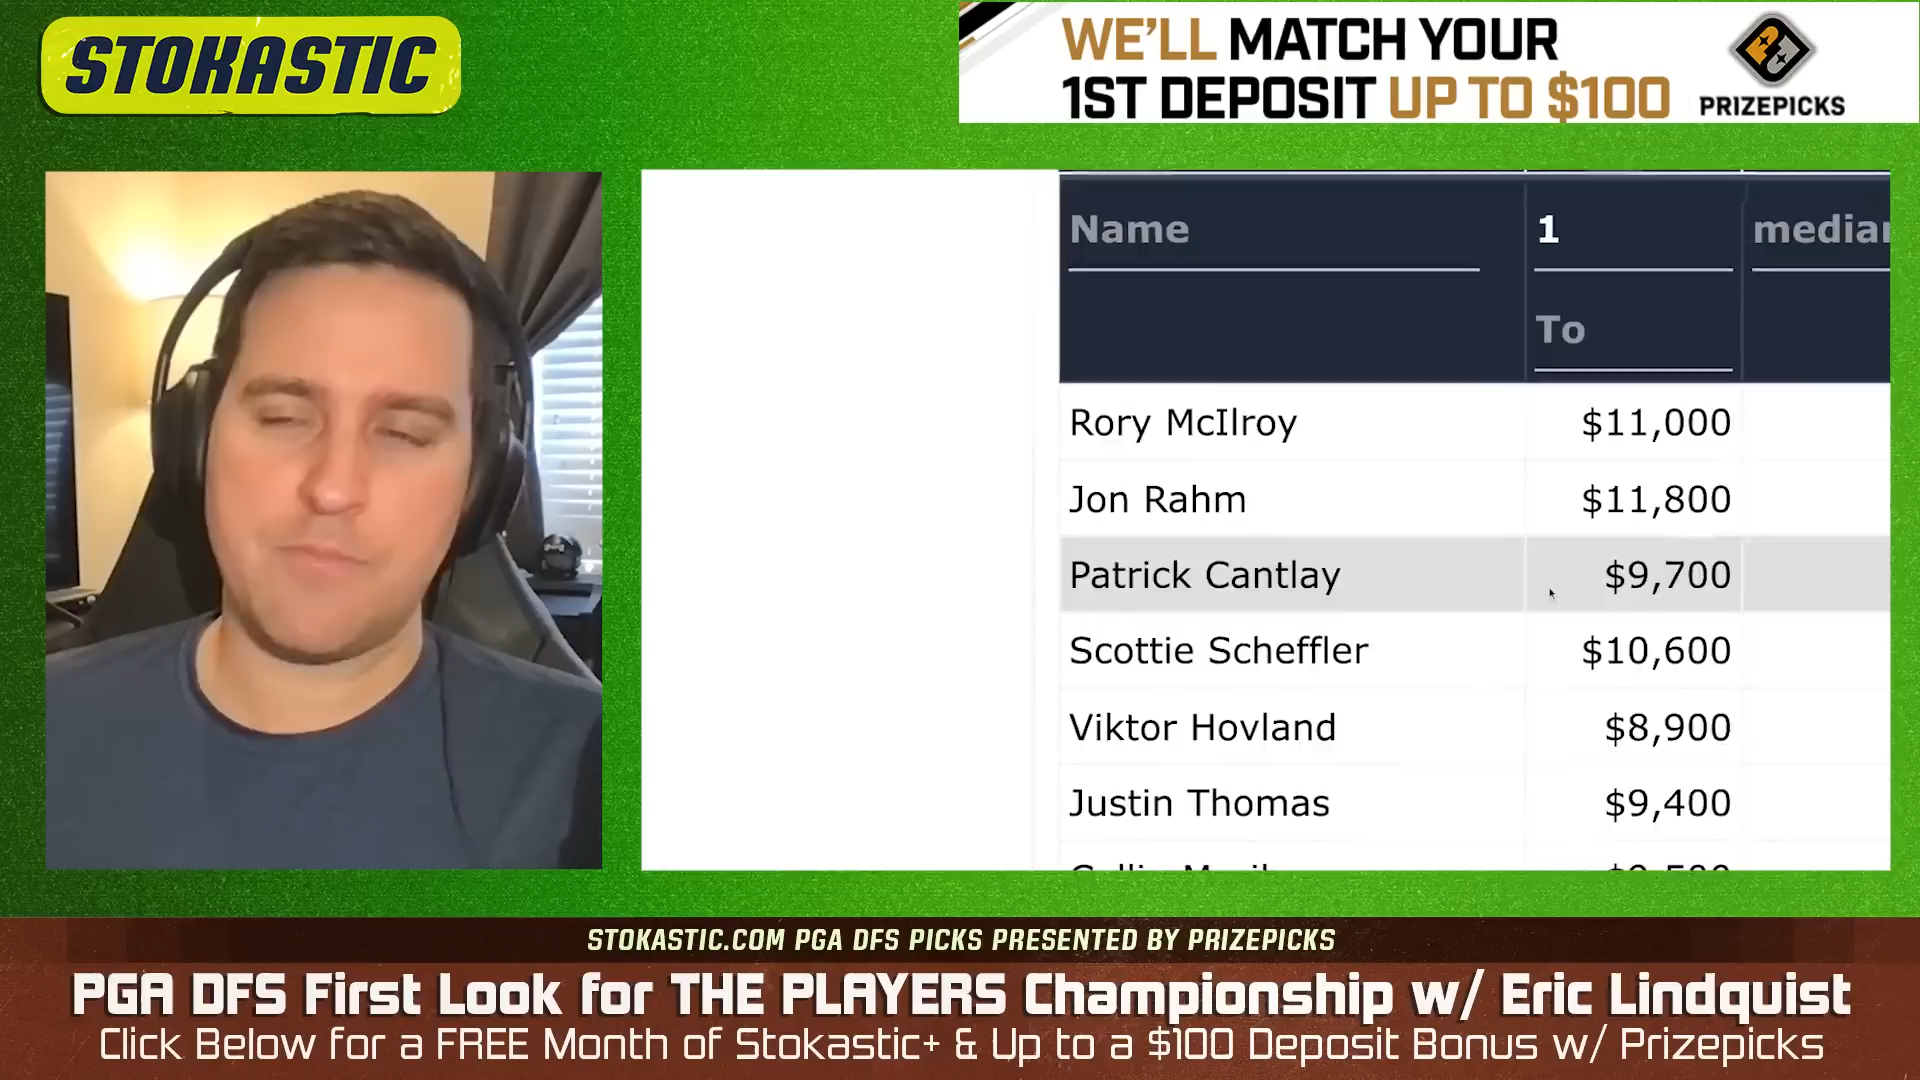 STOKASTIC
WE'LL MATCH YOUR
1ST DEPOSIT UP TO $100
PRIZEPICKS
Name 1
To
Rory McIlroy $11,000
Jon Rahm $11,800
Patrick Cantlay $9,700
Scottie Scheffler $10,600
Viktor Hovland $8,900
Justin Thomas $9,400
STOKASTIC.COM PGA DFS PICKS PRESENTED BY PRIZEPICKS
PGA DFS First Look for THE PLAYERS Championship w/ Eric Lindquist
Click Below for a FREE Month of Stokastic+ & Up to a $100 Deposit Bonus w/ Prizepicks